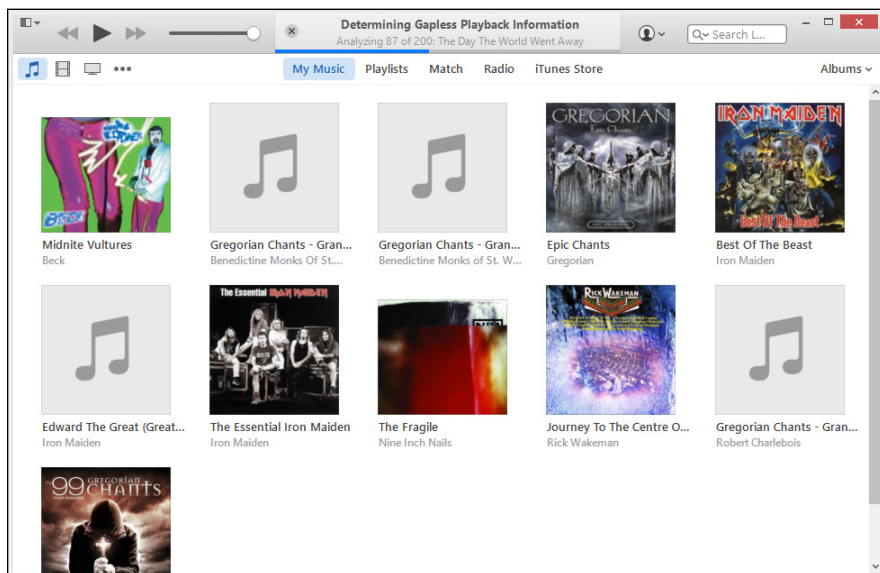 Determining Gapless Playback Information
Analyzing 87 of 200: The Day The World Went Away
Search L...
My Music Playlists Match Radio iTunes Store Albums
GREGORIAN
Epic Chants
IRON MAIDEN
Best Of The Beast
Midnite Vultures
Beck
Gregorian Chants - Gran...
Benedictine Monks Of St....
Gregorian Chants - Gran...
Benedictine Monks of St. W...
Epic Chants
Gregorian
Best Of The Beast
Iron Maiden
The Essential IRON MAIDEN
RICK WAKEMAN
Edward The Great (Great...
Iron Maiden
The Essential Iron Maiden
Iron Maiden
The Fragile
Nine Inch Nails
Journey To The Centre O...
Rick Wakeman
Gregorian Chants - Gran...
Robert Charlebois
99 GREGORIAN
CHANTS